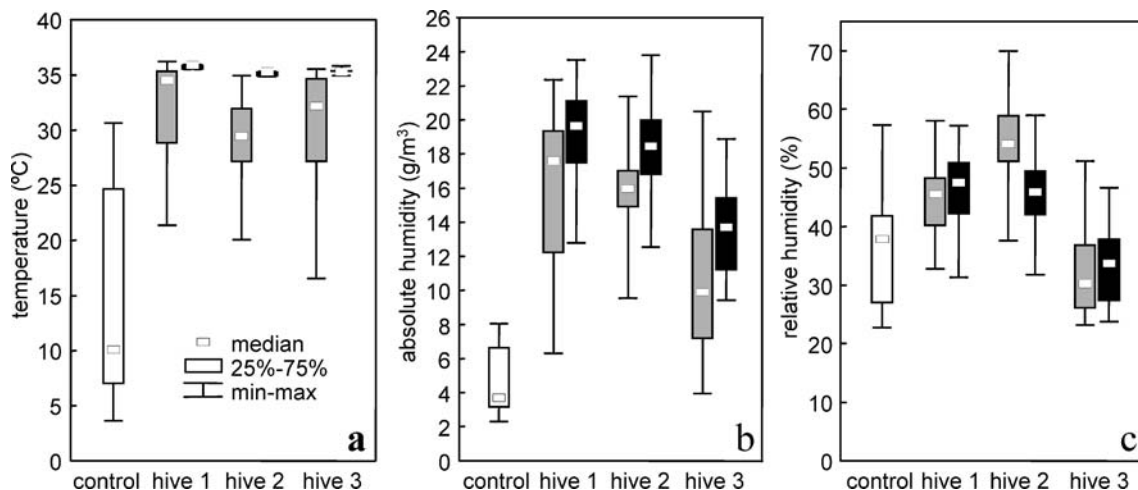 temperature (ºC)
40
35
30
25
20
15
10
5
0
median
25%-75%
min-max
a
control hive 1 hive 2 hive 3
absolute humidity (g/m³)
26
24
22
20
18
16
14
12
10
8
6
4
2
0
b
control hive 1 hive 2 hive 3
relative humidity (%)
70
60
50
40
30
20
10
0
c
control hive 1 hive 2 hive 3